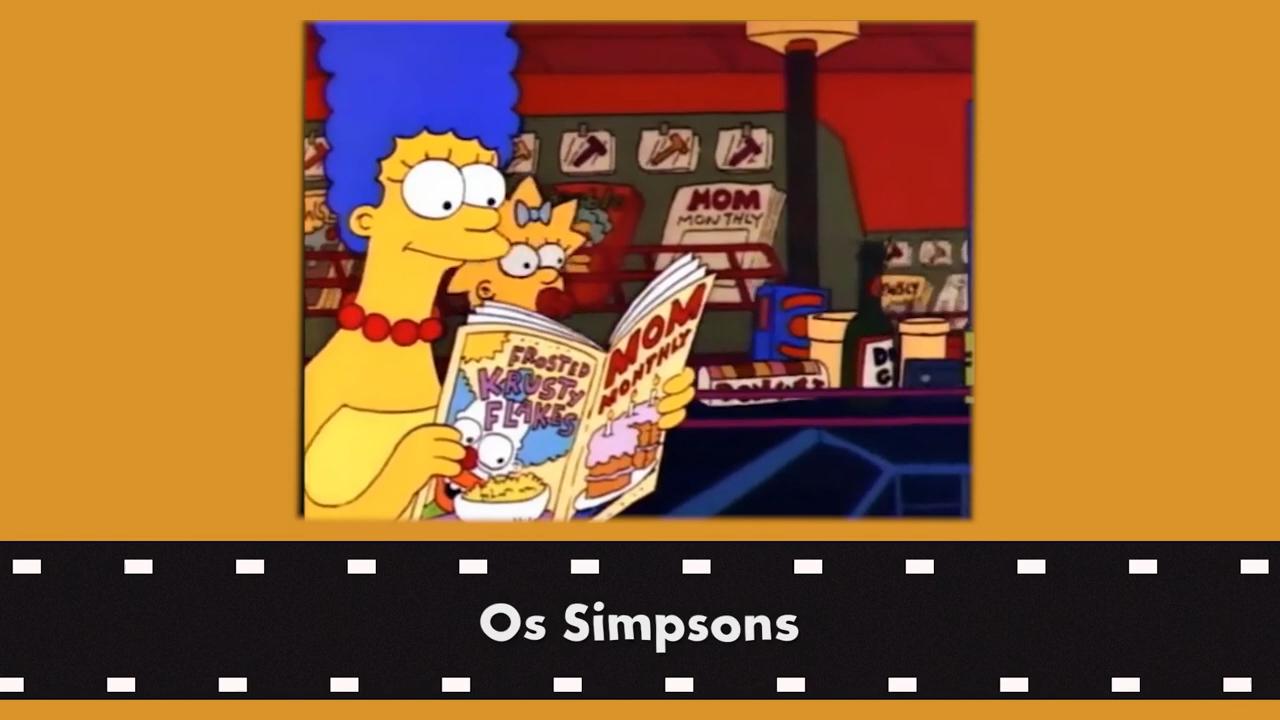 MOM
MONTHLY
FROSTED
KRUSTY
FLAKES
MOM
MONTHLY
Os Simpsons